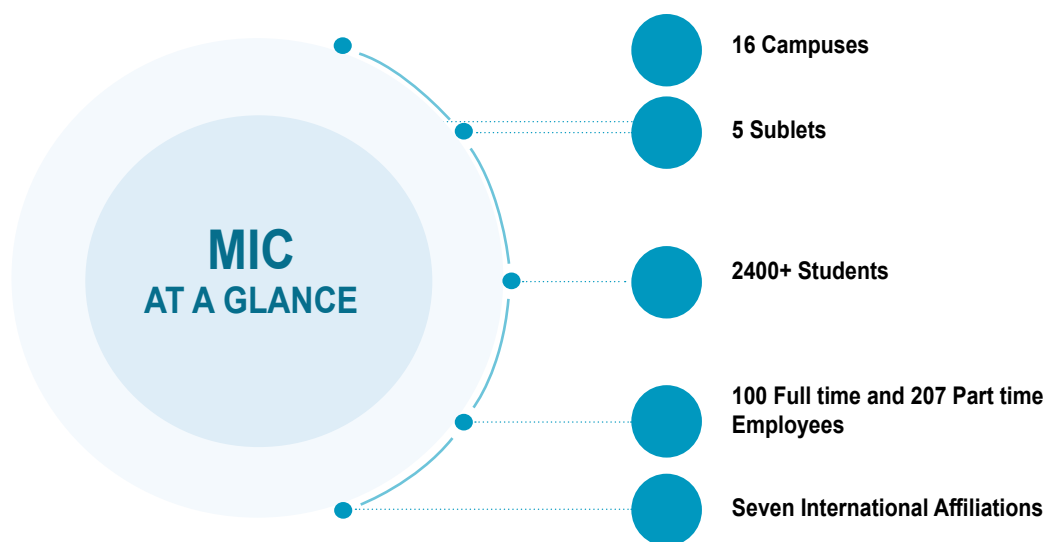 MIC
AT A GLANCE
16 Campuses
5 Sublets
2400+ Students
100 Full time and 207 Part time
Employees
Seven International Affiliations